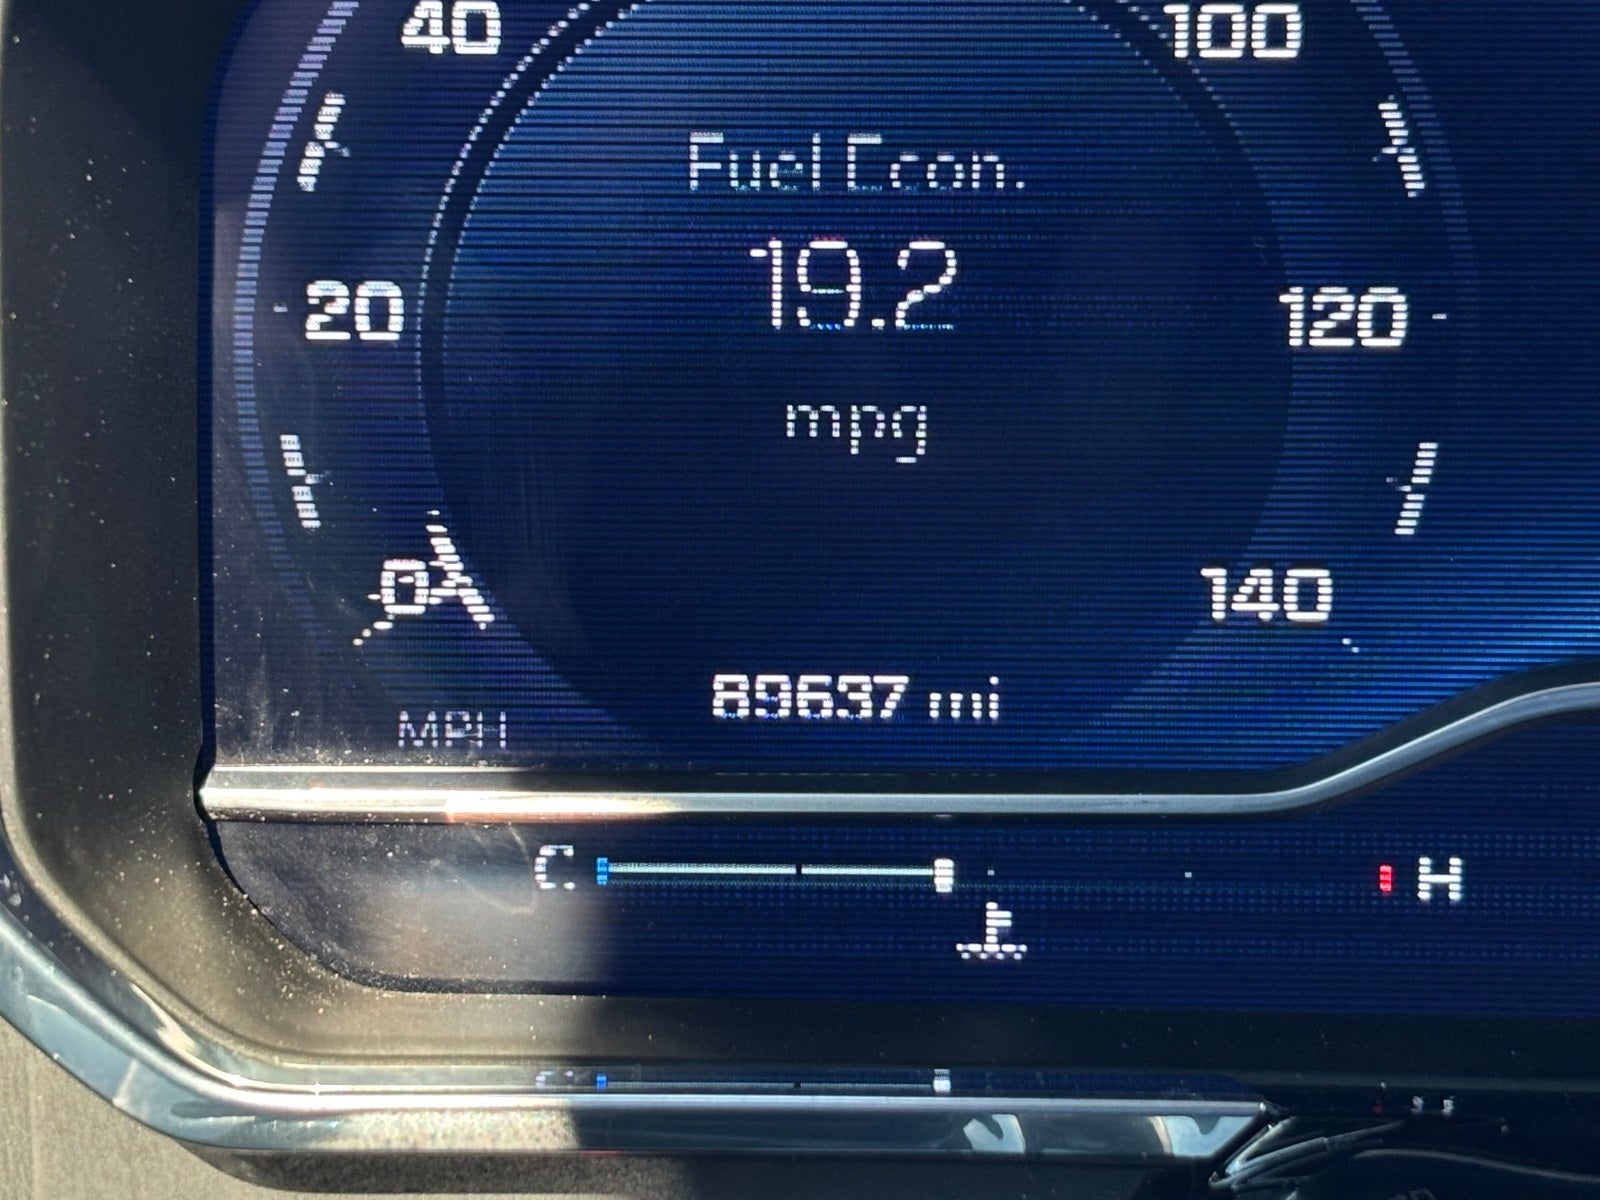 40
100
Fuel Econ.
19.2
20
120
mpg
0
140
89637 mi
MPH
C
H